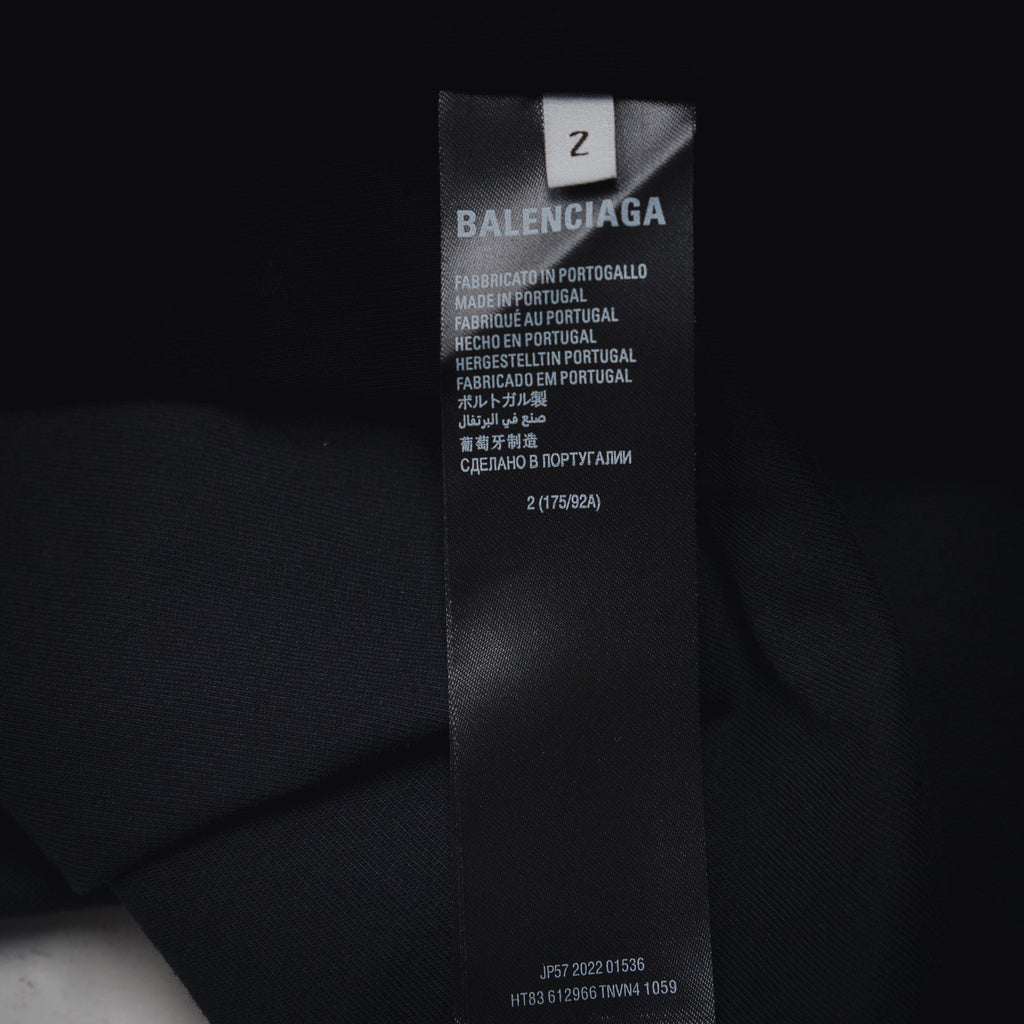 2
BALENCIAGA
FABBRICATO IN PORTOGALLO
MADE IN PORTUGAL
FABRIQUÉ AU PORTUGAL
HECHO EN PORTUGAL
HERGESTELLTIN PORTUGAL
FABRICADO EM PORTUGAL
ポルトガル製
صنع في البرتغال
葡萄牙制造
СДЕЛАНО В ПОРТУГАЛИИ
2 (175/92A)
JP57 2022 01536
HT83 612966 TNVN4 1059